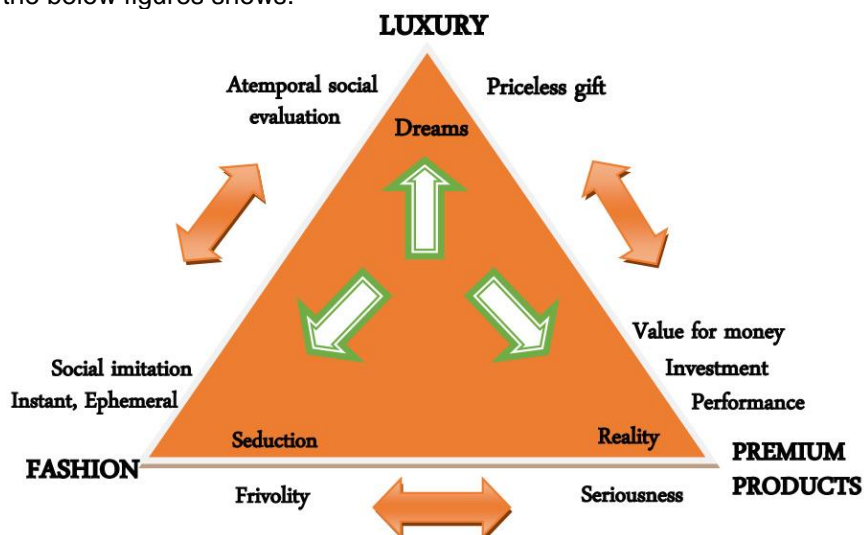 the below figures shows:
LUXURY
Atemporal social
evaluation
Priceless gift
Dreams
Value for money
Investment
Performance
Social imitation
Instant, Ephemeral
Seduction
Reality
FASHION
PREMIUM
PRODUCTS
Frivolity
Seriousness